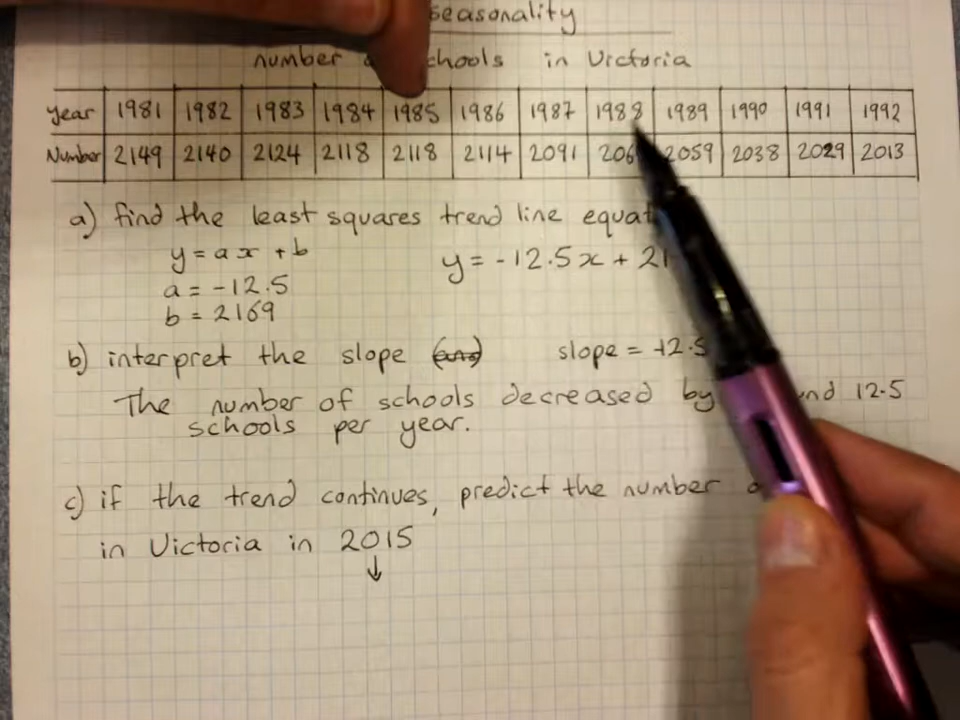 seasonality
number schools in Victoria
year 1981 1982 1983 1984 1985 1986 1987 1988 1989 1990 1991 1992
Number 2149 2140 2124 2118 2118 2114 2091 2059 2038 2029 2013
a) find the least squares trend line
y = ax + b y = -12.5x +
a = -12.5
b = 2169
b) interpret the slope slope = -12.5
The number of schools decreased by 12.5
schools per year.
c) if the trend continues, predict the number
in Victoria in 2015
↓